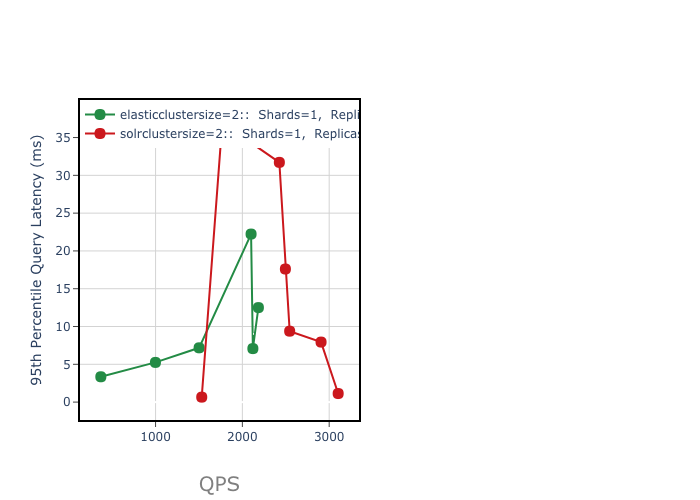 elasticclustersize=2:: Shards=1, Repli
solrclustersize=2:: Shards=1, Replicas
95th Percentile Query Latency (ms)
35
30
25
20
15
10
5
0
1000 2000 3000
QPS